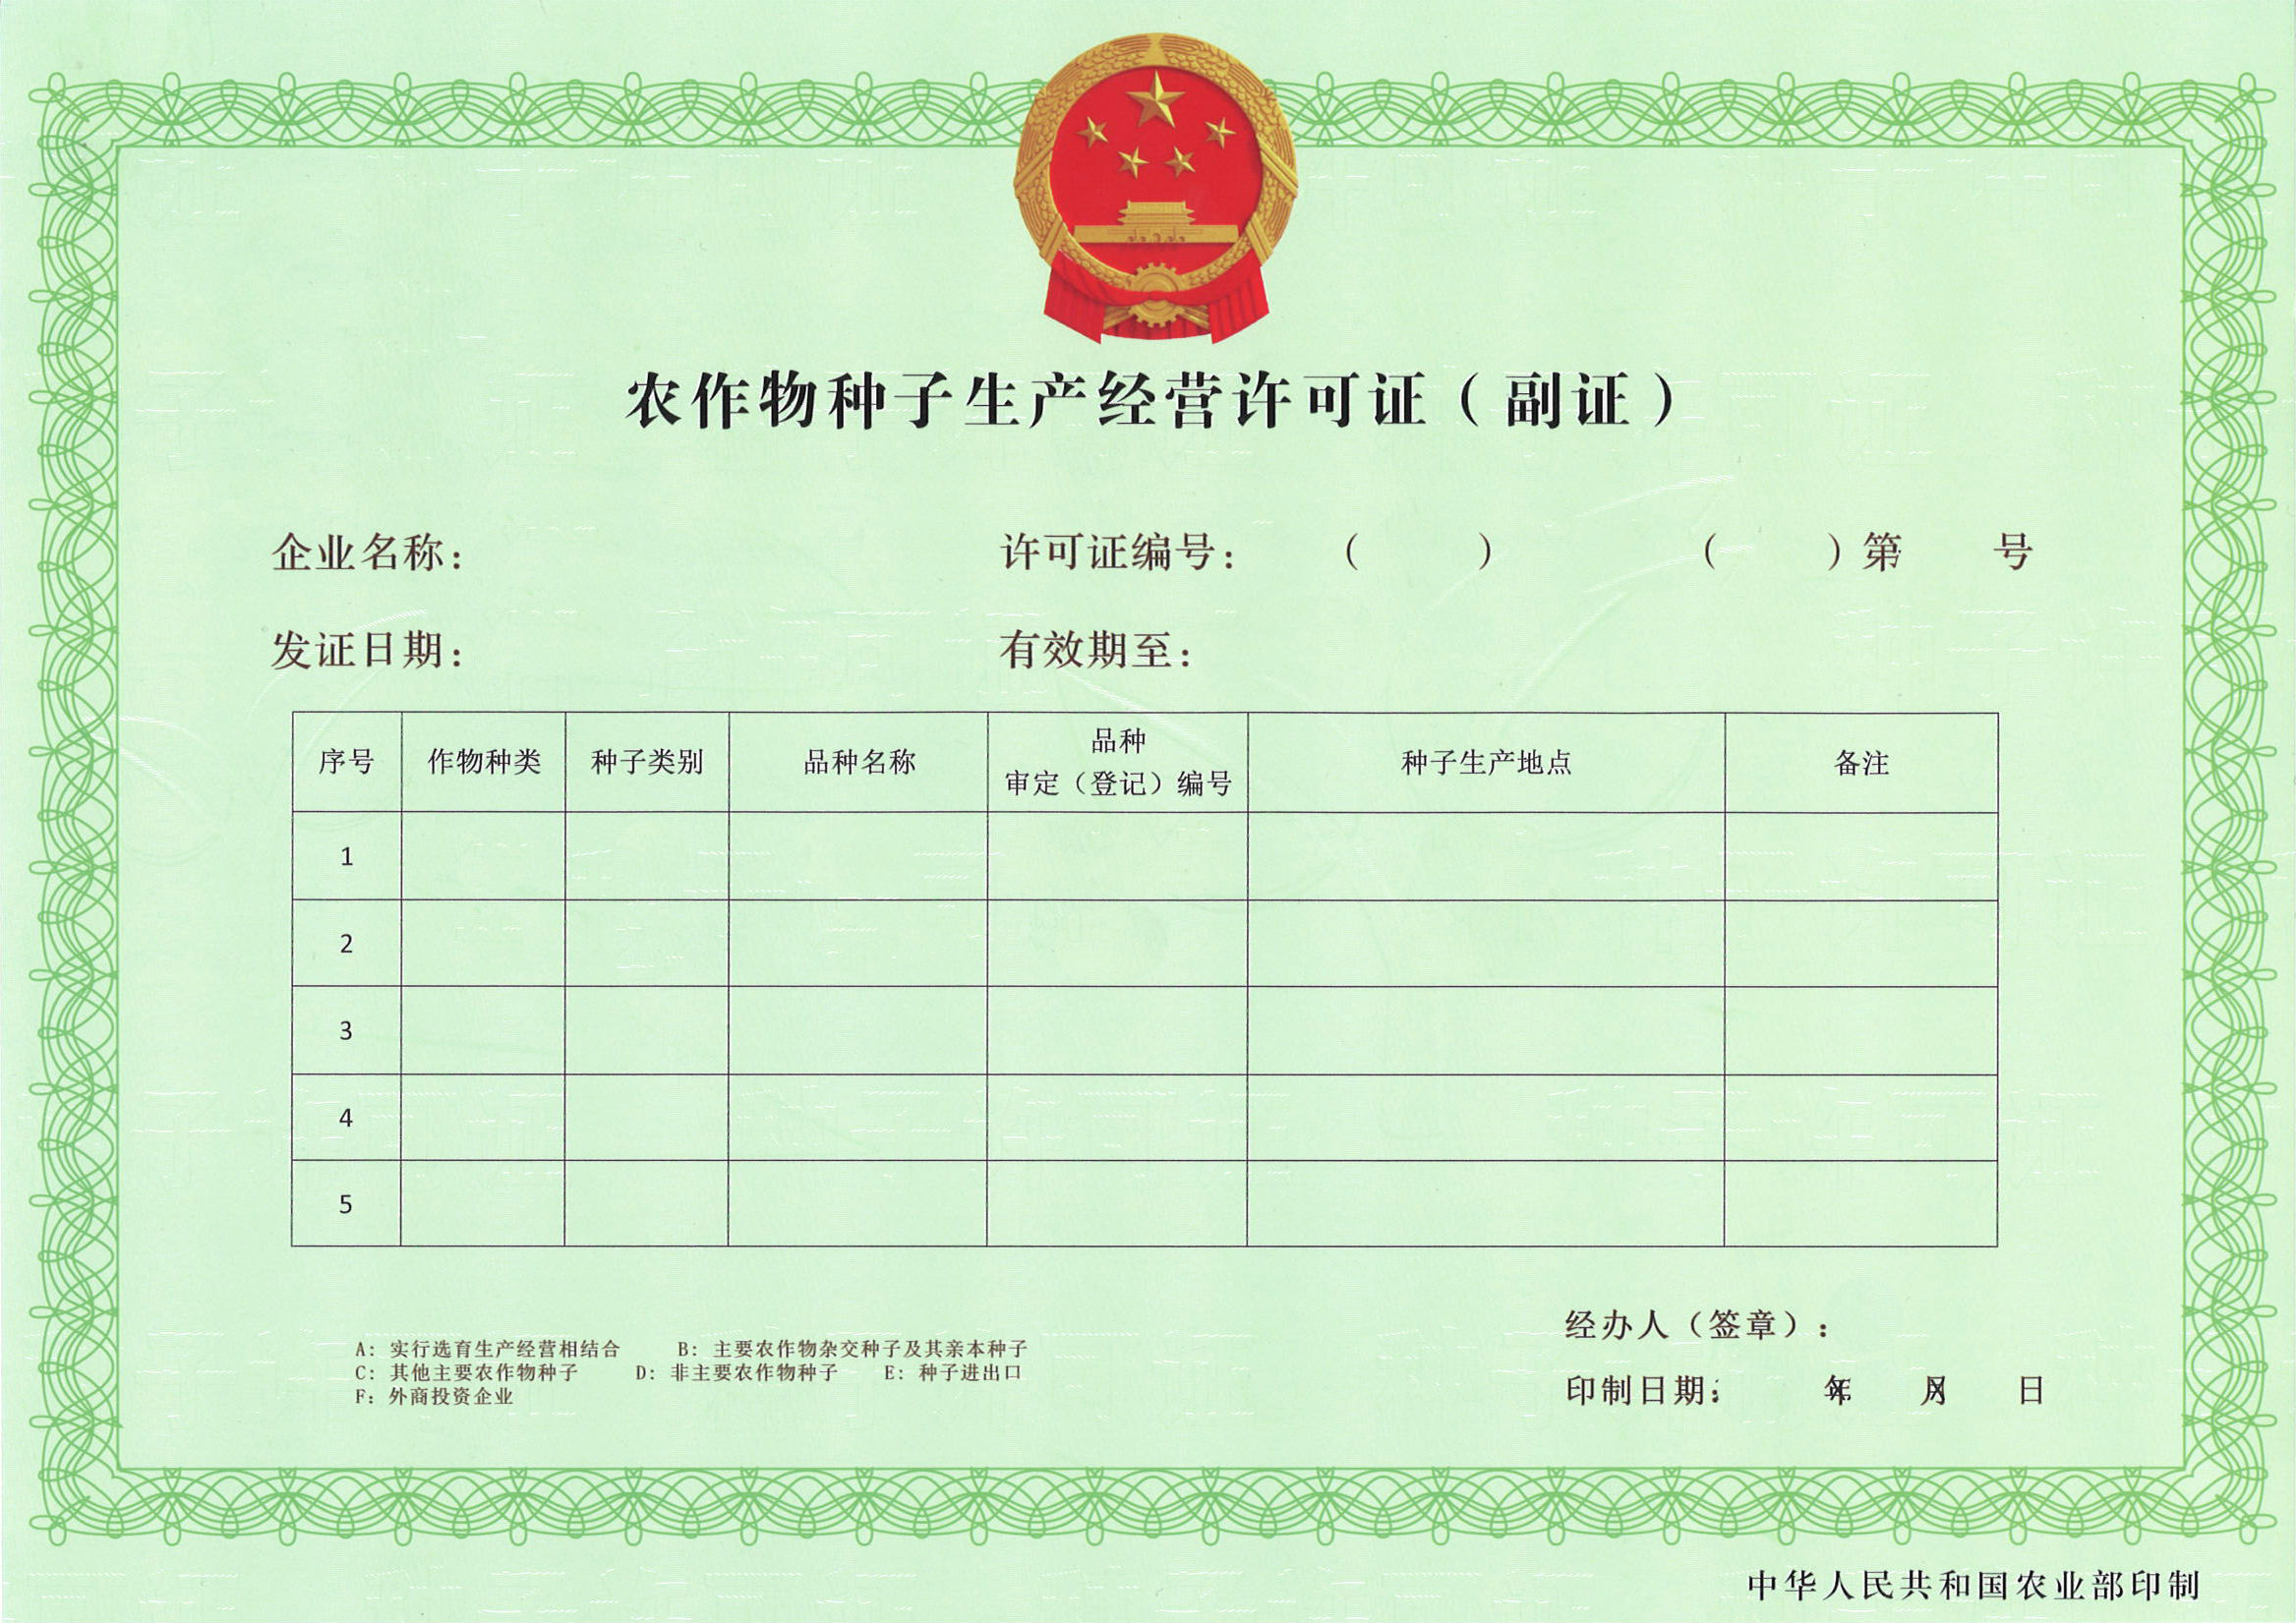 农作物种子生产经营许可证（副证）
企业名称： 许可证编号： （ ） （ ）第 号
发证日期： 有效期至：
序号 作物种类 种子类别 品种名称 品种 审定（登记）编号 种子生产地点 备注
1
2
3
4
5
经办人（签章）：
A：实行选育生产经营相结合 B：主要农作物杂交种子及其亲本种子
C：其他主要农作物种子 D：非主要农作物种子 E：种子进出口
F：外商投资企业
印制日期： 年 月 日
中华人民共和国农业部印制